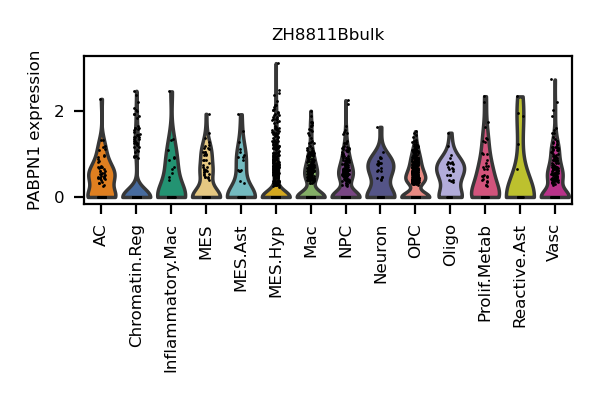 ZH8811Bbulk
PABPN1 expression
2
0
AC
Chromatin.Reg
Inflammatory.Mac
MES
MES.Ast
MES.Hyp
Mac
NPC
Neuron
OPC
Oligo
Prolif.Metab
Reactive.Ast
Vasc